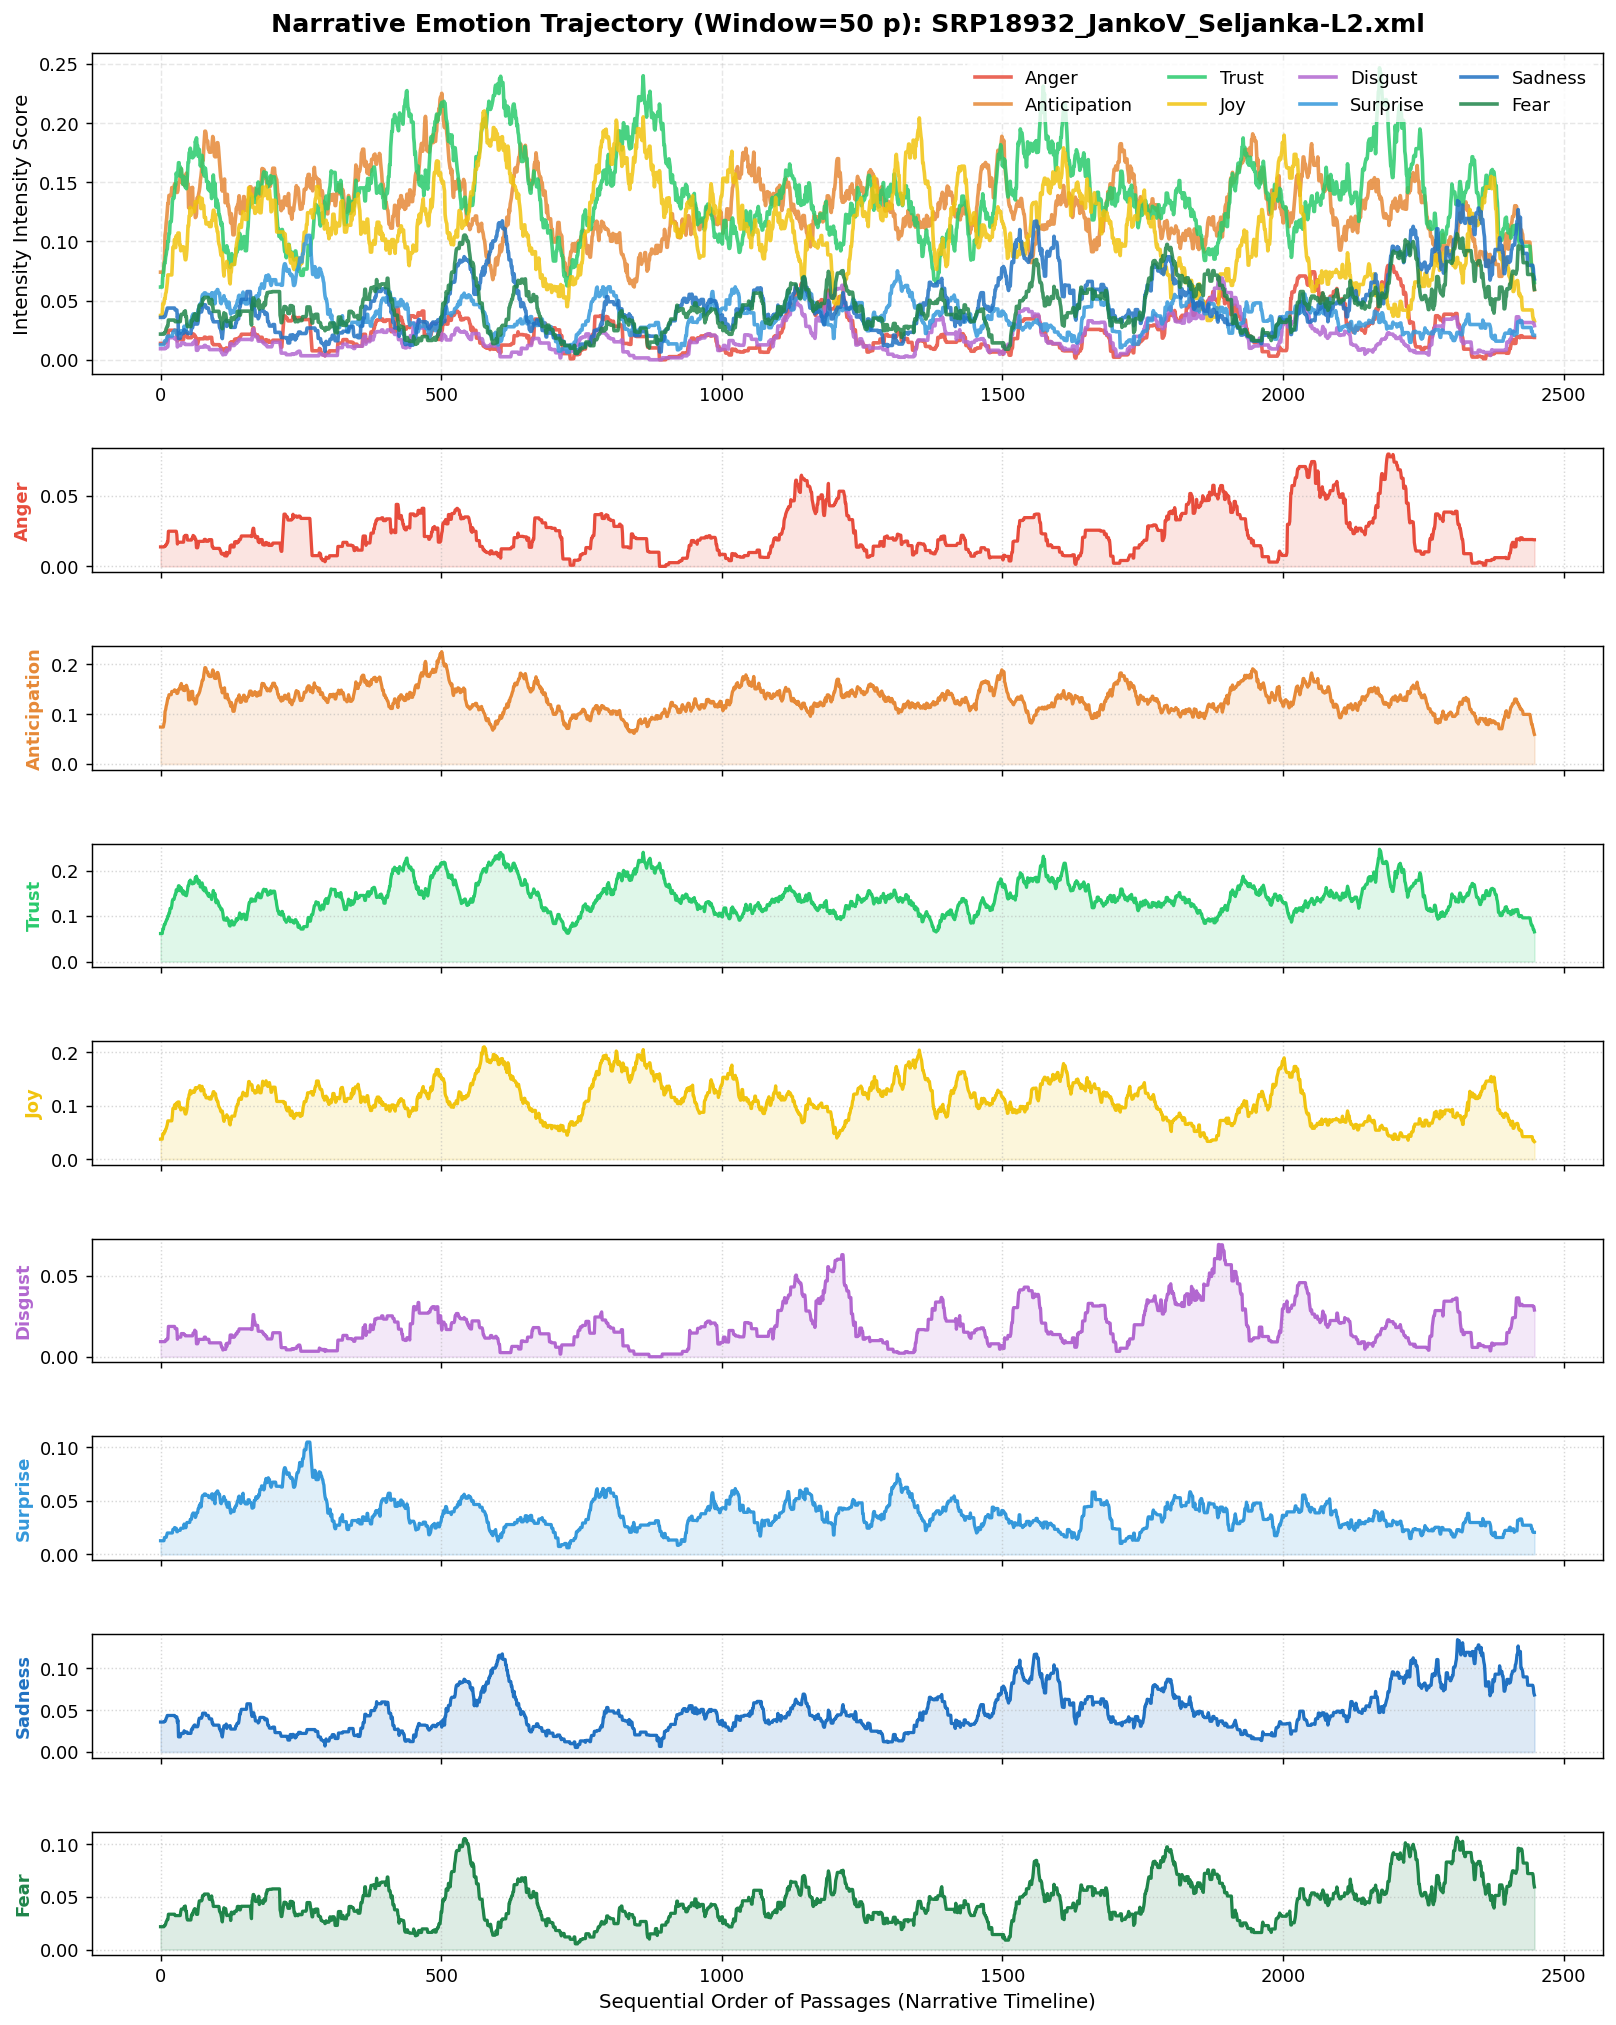 Narrative Emotion Trajectory (Window=50 p): SRP18932_JankoV_Seljanka-L2.xml
Intensity Intensity Score
0.25
0.20
0.15
0.10
0.05
0.00
Anger
Anticipation
Trust
Joy
Disgust
Surprise
Sadness
Fear
0 500 1000 1500 2000 2500
Anger
0.05
0.00
Anticipation
0.2
0.1
0.0
Trust
0.2
0.1
0.0
Joy
0.2
0.1
0.0
Disgust
0.05
0.00
Surprise
0.10
0.05
0.00
Sadness
0.10
0.05
0.00
Fear
0.10
0.05
0.00
0 500 1000 1500 2000 2500
Sequential Order of Passages (Narrative Timeline)